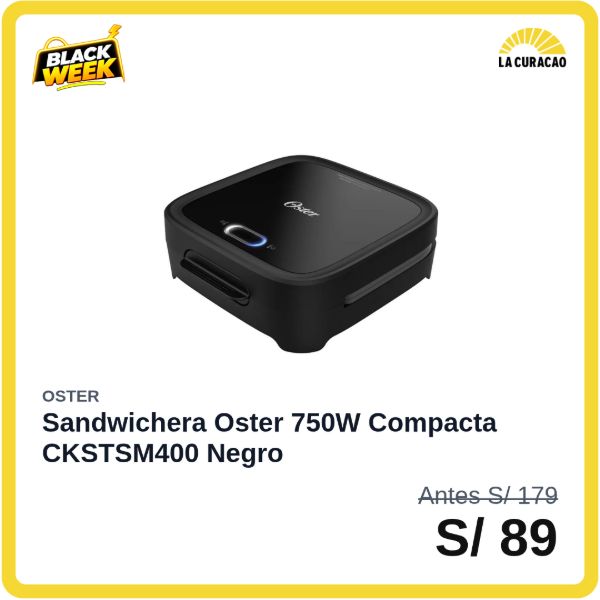 BLACK
WEEK
LA CURACAO
Oster
OSTER
Sandwichera Oster 750W Compacta
CKSTSM400 Negro
Antes S/ 179
S/ 89